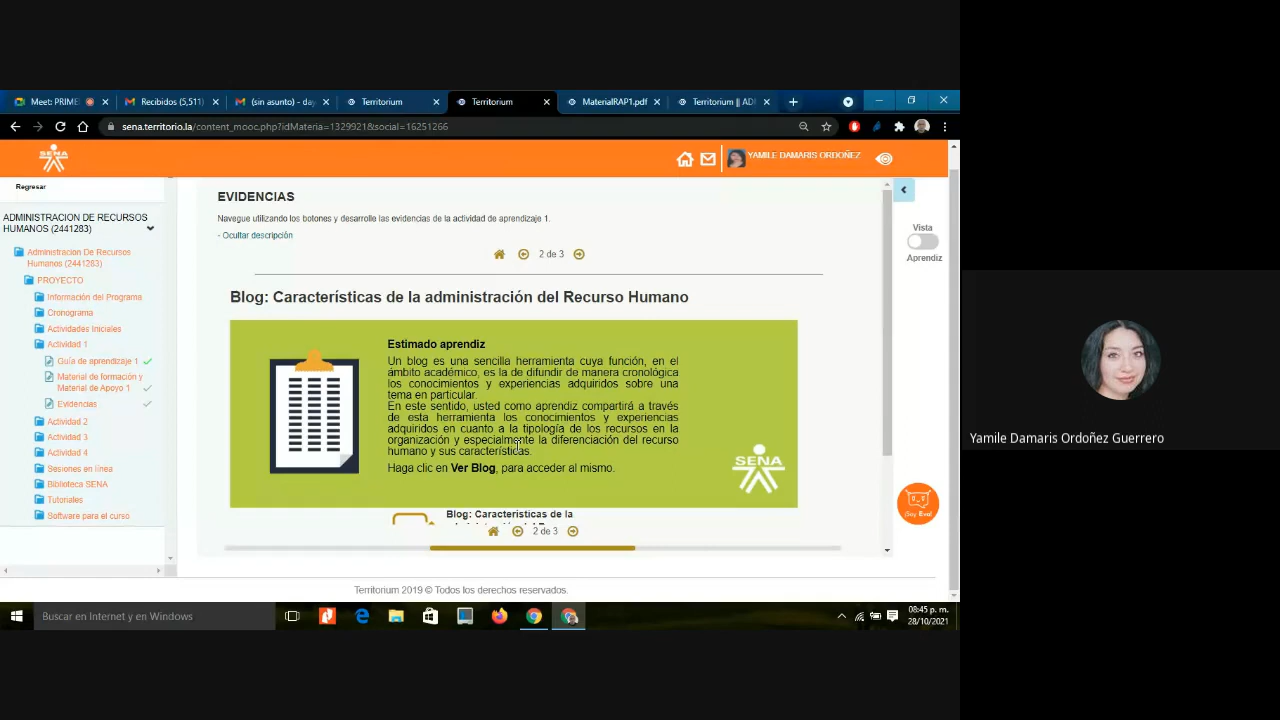 Meet: PRIME
Recibidos (5,511)
(sin asunto) - day
Territorium
Territorium
MaterialRAP1.pdf
Territorium || ADI
sena.territorio.la/content_mooc.php?idMateria=1329921&social=16251266
SENA
YAMILE DAMARIS ORDOÑEZ
Regresar
ADMINISTRACION DE RECURSOS
HUMANOS (2441283)
Administracion De Recursos
Humanos (2441283)
PROYECTO
Información del Programa
Cronograma
Actividades Iniciales
Actividad 1
Guía de aprendizaje 1
Material de formación y
Material de Apoyo 1
Evidencias
Actividad 2
Actividad 3
Actividad 4
Sesiones en línea
Biblioteca SENA
Tutoriales
Software para el curso
EVIDENCIAS
Navegue utilizando los botones y desarrolle las evidencias de la actividad de aprendizaje 1.
- Ocultar descripción
2 de 3
Blog: Características de la administración del Recurso Humano
Estimado aprendiz
Un blog es una sencilla herramienta cuya función, en el
ámbito académico, es la de difundir de manera cronológica
los conocimientos y experiencias adquiridos sobre una
tema en particular.
En este sentido, usted como aprendiz compartirá a través
de esta herramienta los conocimientos y experiencias
adquiridos en cuanto a la tipología de los recursos en la
organización y especialmente la diferenciación del recurso
humano y sus características.
Haga clic en Ver Blog, para acceder al mismo.
SENA
Blog: Características de la
2 de 3
Vista
Aprendiz
¡Soy Eva!
Territorium 2019 © Todos los derechos reservados.
Buscar en Internet y en Windows
08:45 p. m.
28/10/2021
Yamile Damaris Ordoñez Guerrero